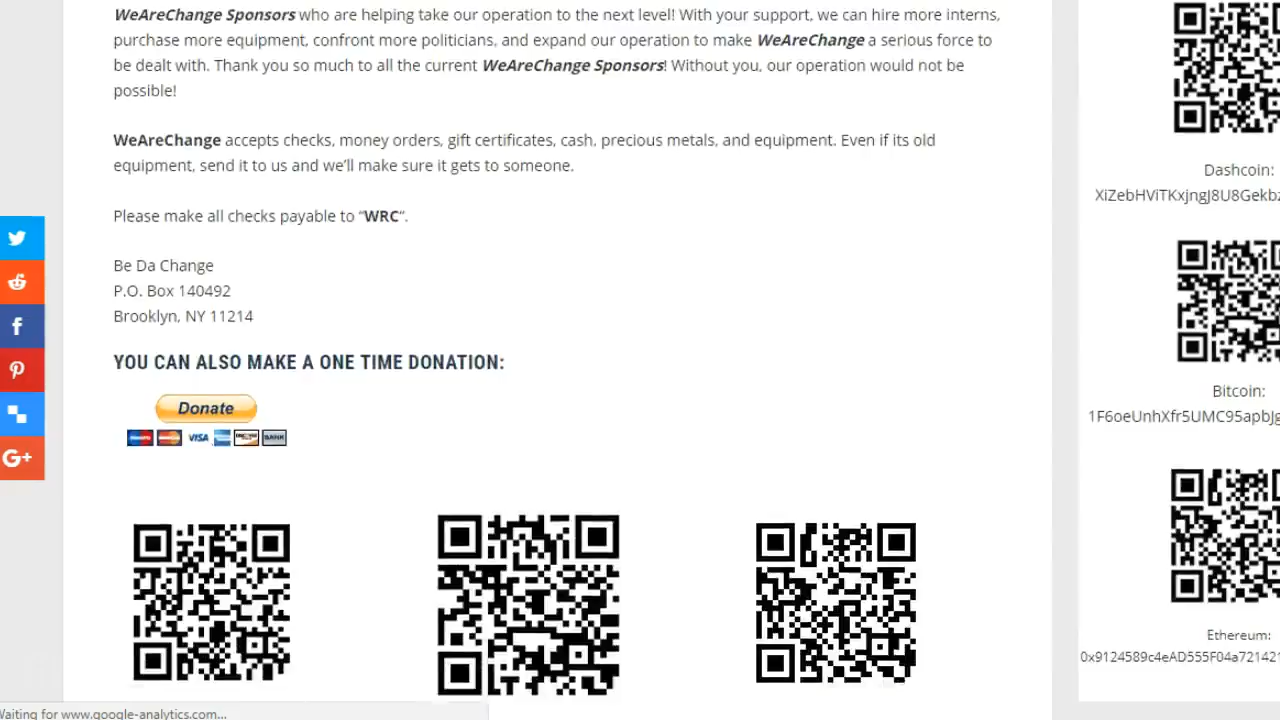 WeAreChange Sponsors who are helping take our operation to the next level! With your support, we can hire more interns,
purchase more equipment, confront more politicians, and expand our operation to make WeAreChange a serious force to
be dealt with. Thank you so much to all the current WeAreChange Sponsors! Without you, our operation would not be
possible!
WeAreChange accepts checks, money orders, gift certificates, cash, precious metals, and equipment. Even if its old
equipment, send it to us and we’ll make sure it gets to someone.
Please make all checks payable to “WRC“.
Be Da Change
P.O. Box 140492
Brooklyn, NY 11214
YOU CAN ALSO MAKE A ONE TIME DONATION:
Donate
VISA
BANK
G+
Dashcoin:
Bitcoin:
Ethereum:
Waiting for www.google-analytics.com...